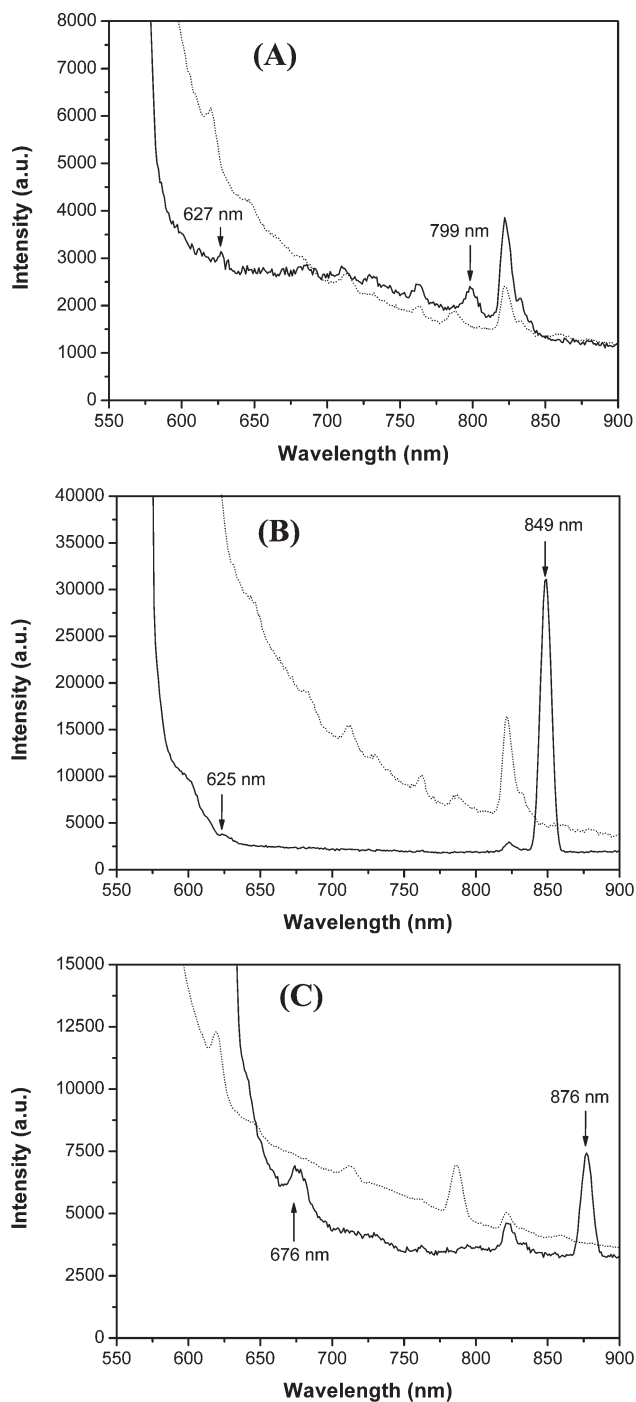 (A)
Intensity (a.u.)
8000
7000
6000
5000
4000
3000
2000
1000
0
627 nm
799 nm
550 600 650 700 750 800 850 900
Wavelength (nm)
(B)
Intensity (a.u.)
40000
35000
30000
25000
20000
15000
10000
5000
0
849 nm
625 nm
550 600 650 700 750 800 850 900
Wavelength (nm)
(C)
Intensity (a.u.)
15000
12500
10000
7500
5000
2500
0
876 nm
676 nm
550 600 650 700 750 800 850 900
Wavelength (nm)